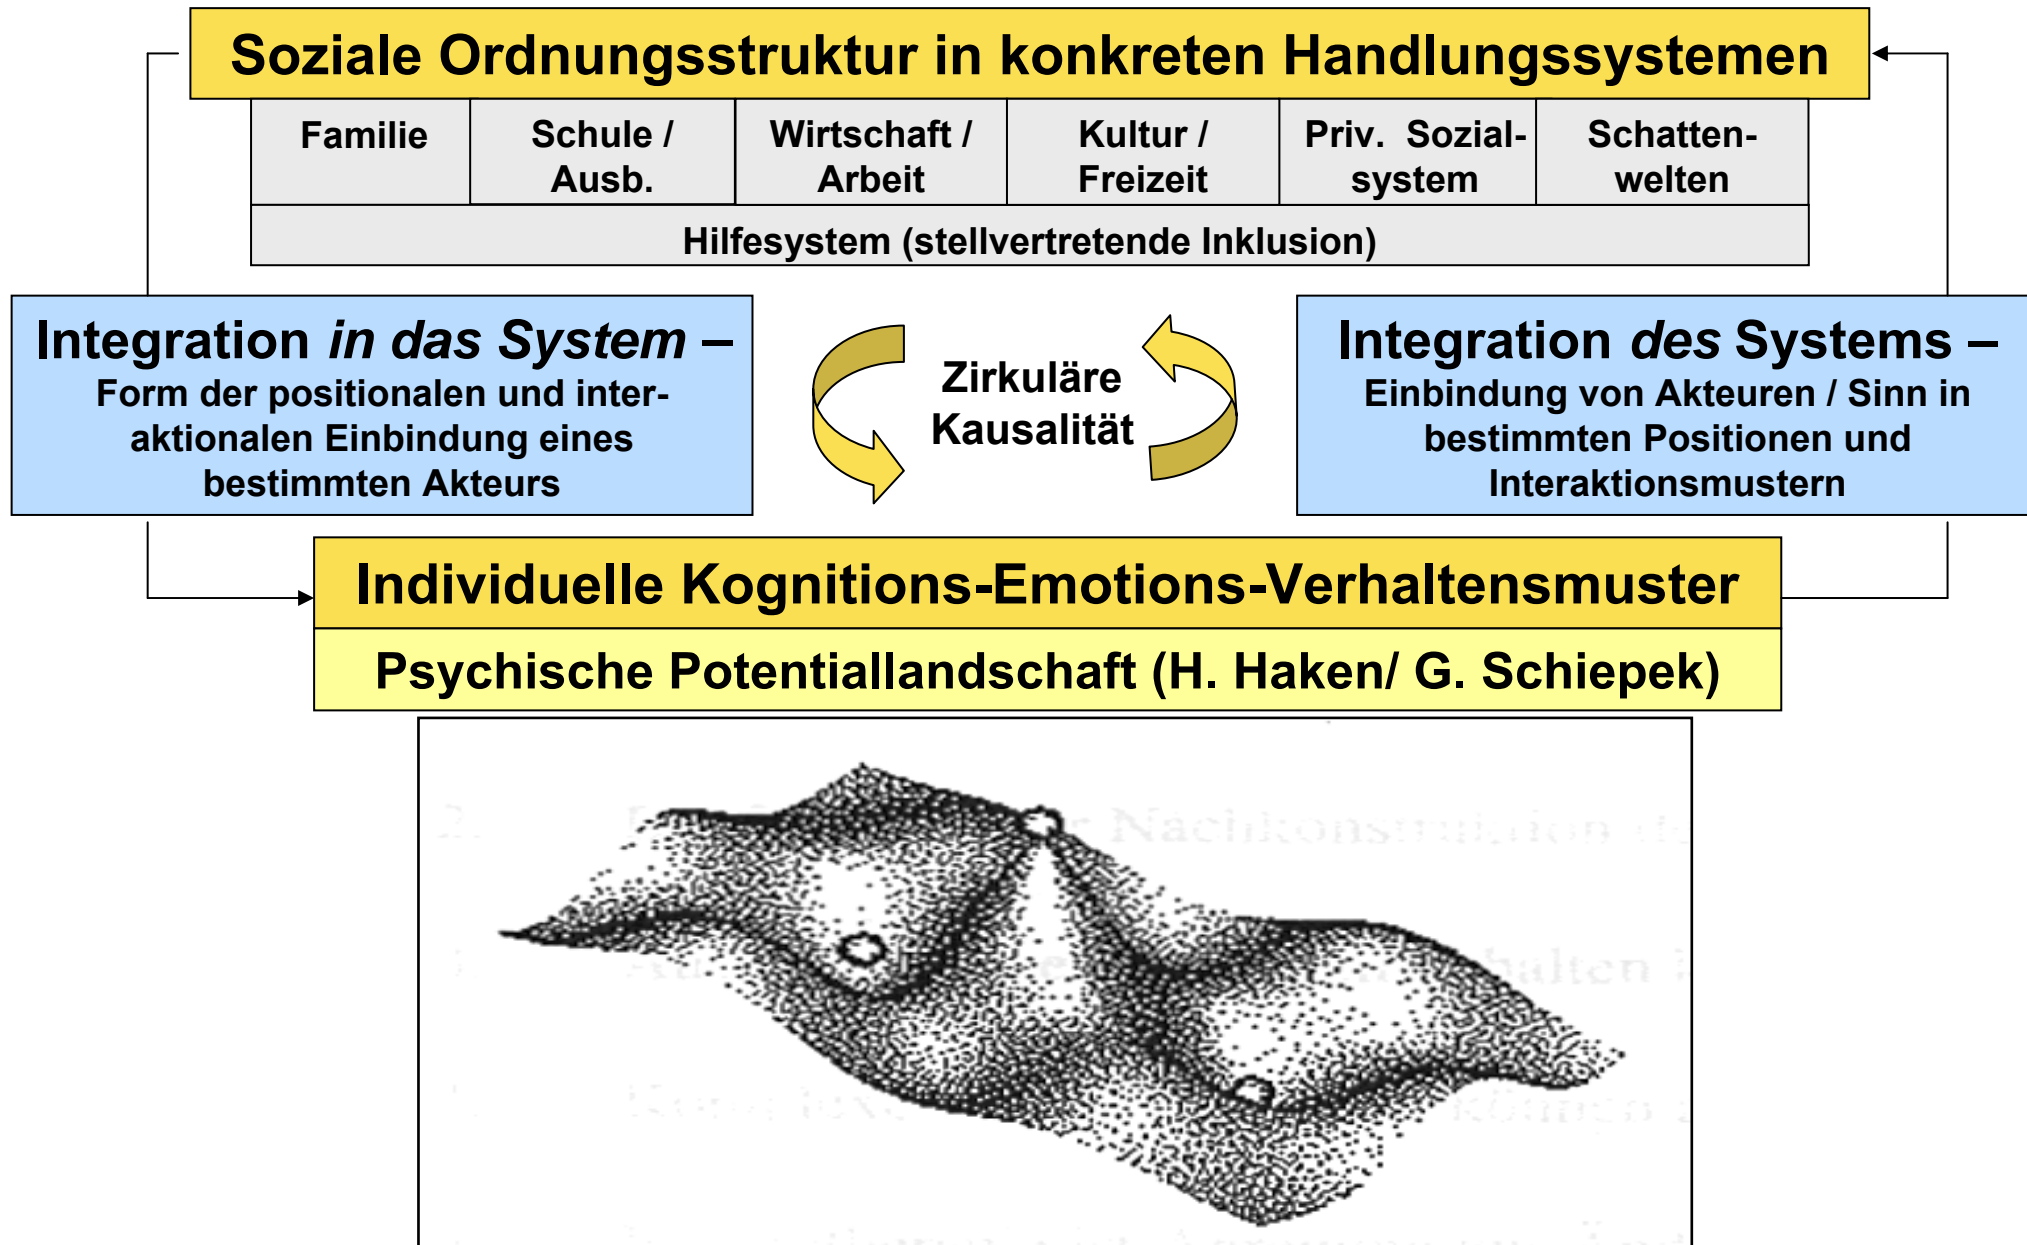 Soziale Ordnungsstruktur in konkreten Handlungssystemen
Familie
Schule /
Ausb.
Wirtschaft /
Arbeit
Kultur /
Freizeit
Priv. Sozial-
system
Schatten-
welten
Hilfesystem (stellvertretende Inklusion)
Integration in das System –
Form der positionalen und inter-
aktionalen Einbindung eines
bestimmten Akteurs
Zirkuläre
Kausalität
Integration des Systems –
Einbindung von Akteuren / Sinn in
bestimmten Positionen und
Interaktionsmustern
Individuelle Kognitions-Emotions-Verhaltensmuster
Psychische Potentiallandschaft (H. Haken/ G. Schiepek)
Nachkonstruktion
können